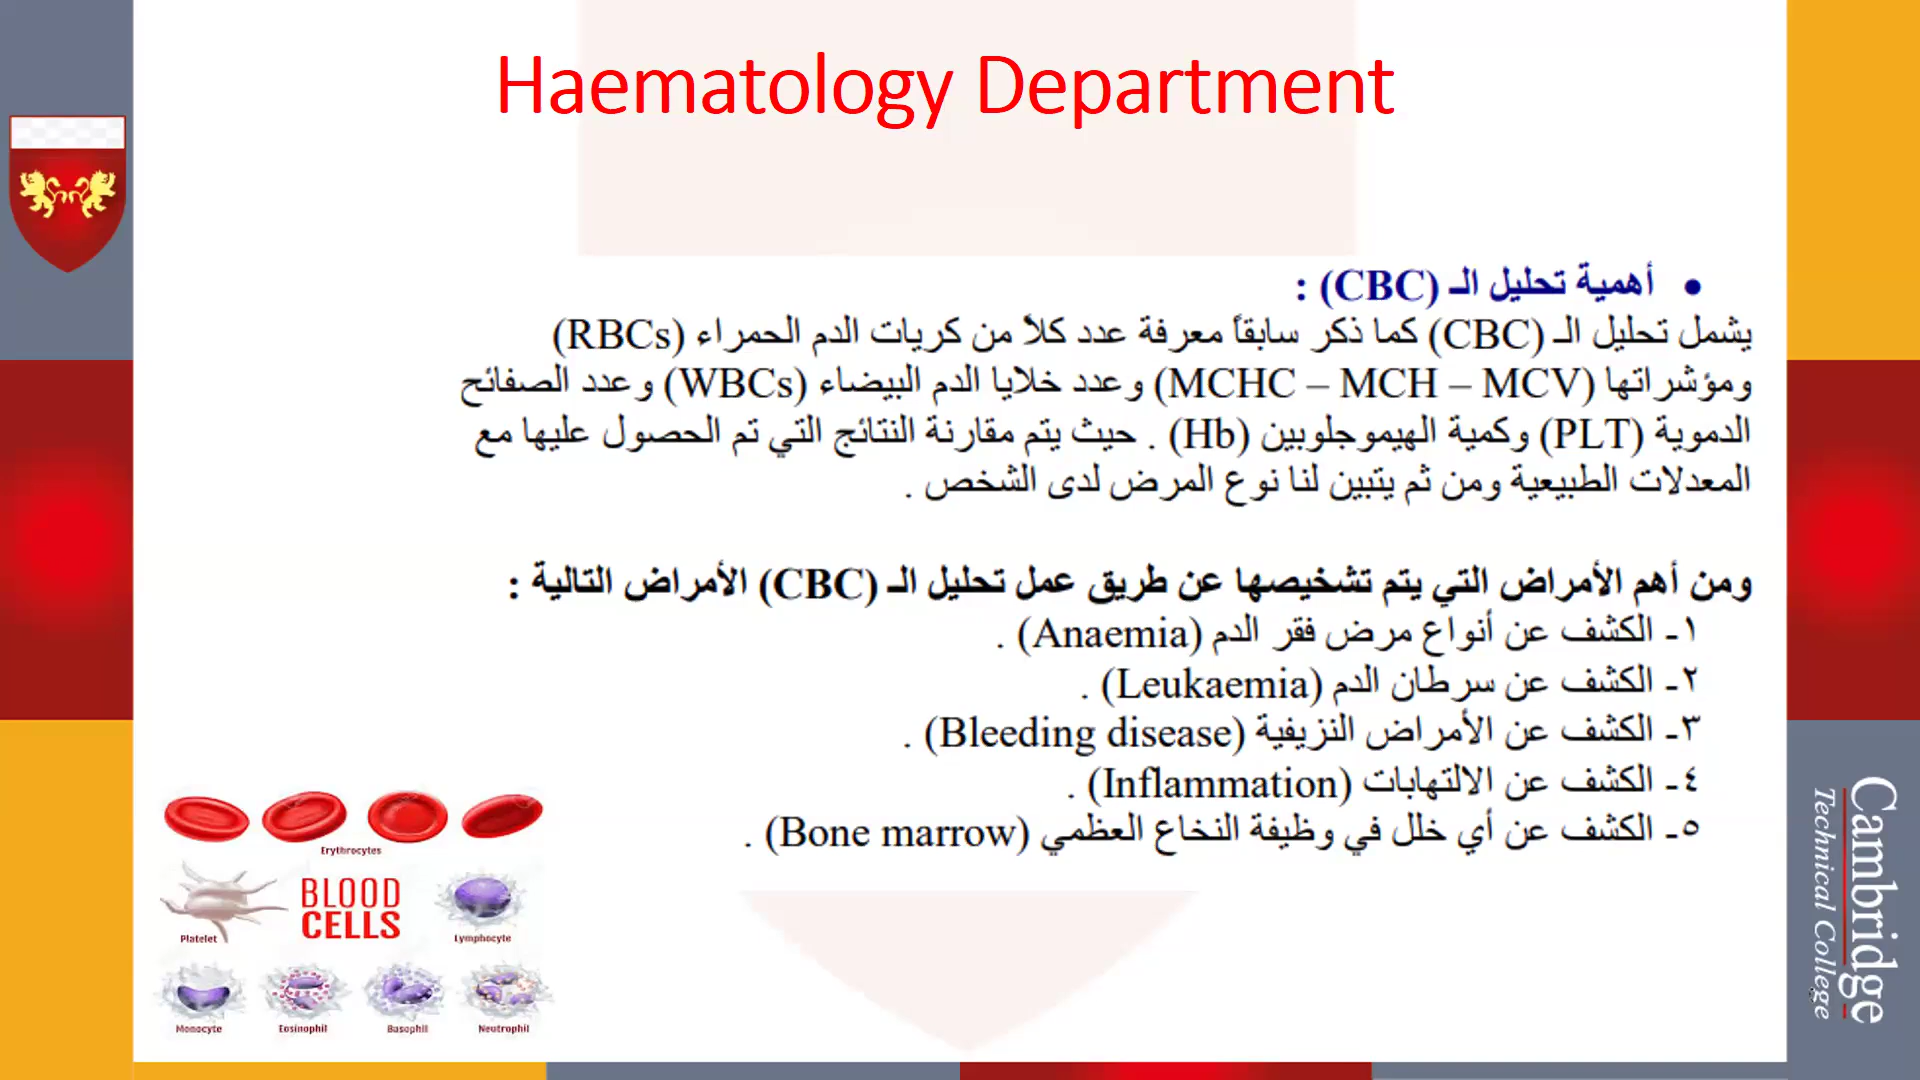 Haematology Department
• أهمية تحليل الـ (CBC) :
يشمل تحليل الـ (CBC) كما ذكر سابقاً معرفة عدد كلاً من كريات الدم الحمراء (RBCs)
ومؤشراتها (MCHC – MCH – MCV) وعدد خلايا الدم البيضاء (WBCs) وعدد الصفائح
الدموية (PLT) وكمية الهيموجلوبين (Hb) . حيث يتم مقارنة النتائج التي تم الحصول عليها مع
المعدلات الطبيعية ومن ثم يتبين لنا نوع المرض لدى الشخص .
ومن أهم الأمراض التي يتم تشخيصها عن طريق عمل تحليل الـ (CBC) الأمراض التالية :
١- الكشف عن أنواع مرض فقر الدم (Anaemia) .
٢- الكشف عن سرطان الدم (Leukaemia) .
٣- الكشف عن الأمراض النزيفية (Bleeding disease) .
٤- الكشف عن الالتهابات (Inflammation) .
٥- الكشف عن أي خلل في وظيفة النخاع العظمي (Bone marrow) .
Erythrocytes
BLOOD
CELLS
Platelet
Lymphocyte
Monocyte
Eosinophil
Basophil
Neutrophil
Cambridge
Technical College